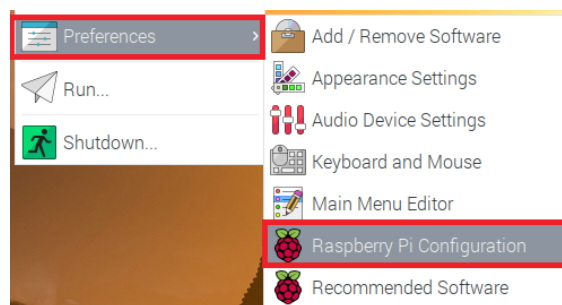 Preferences
Run...
Shutdown...
Add / Remove Software
Appearance Settings
Audio Device Settings
Keyboard and Mouse
Main Menu Editor
Raspberry Pi Configuration
Recommended Software